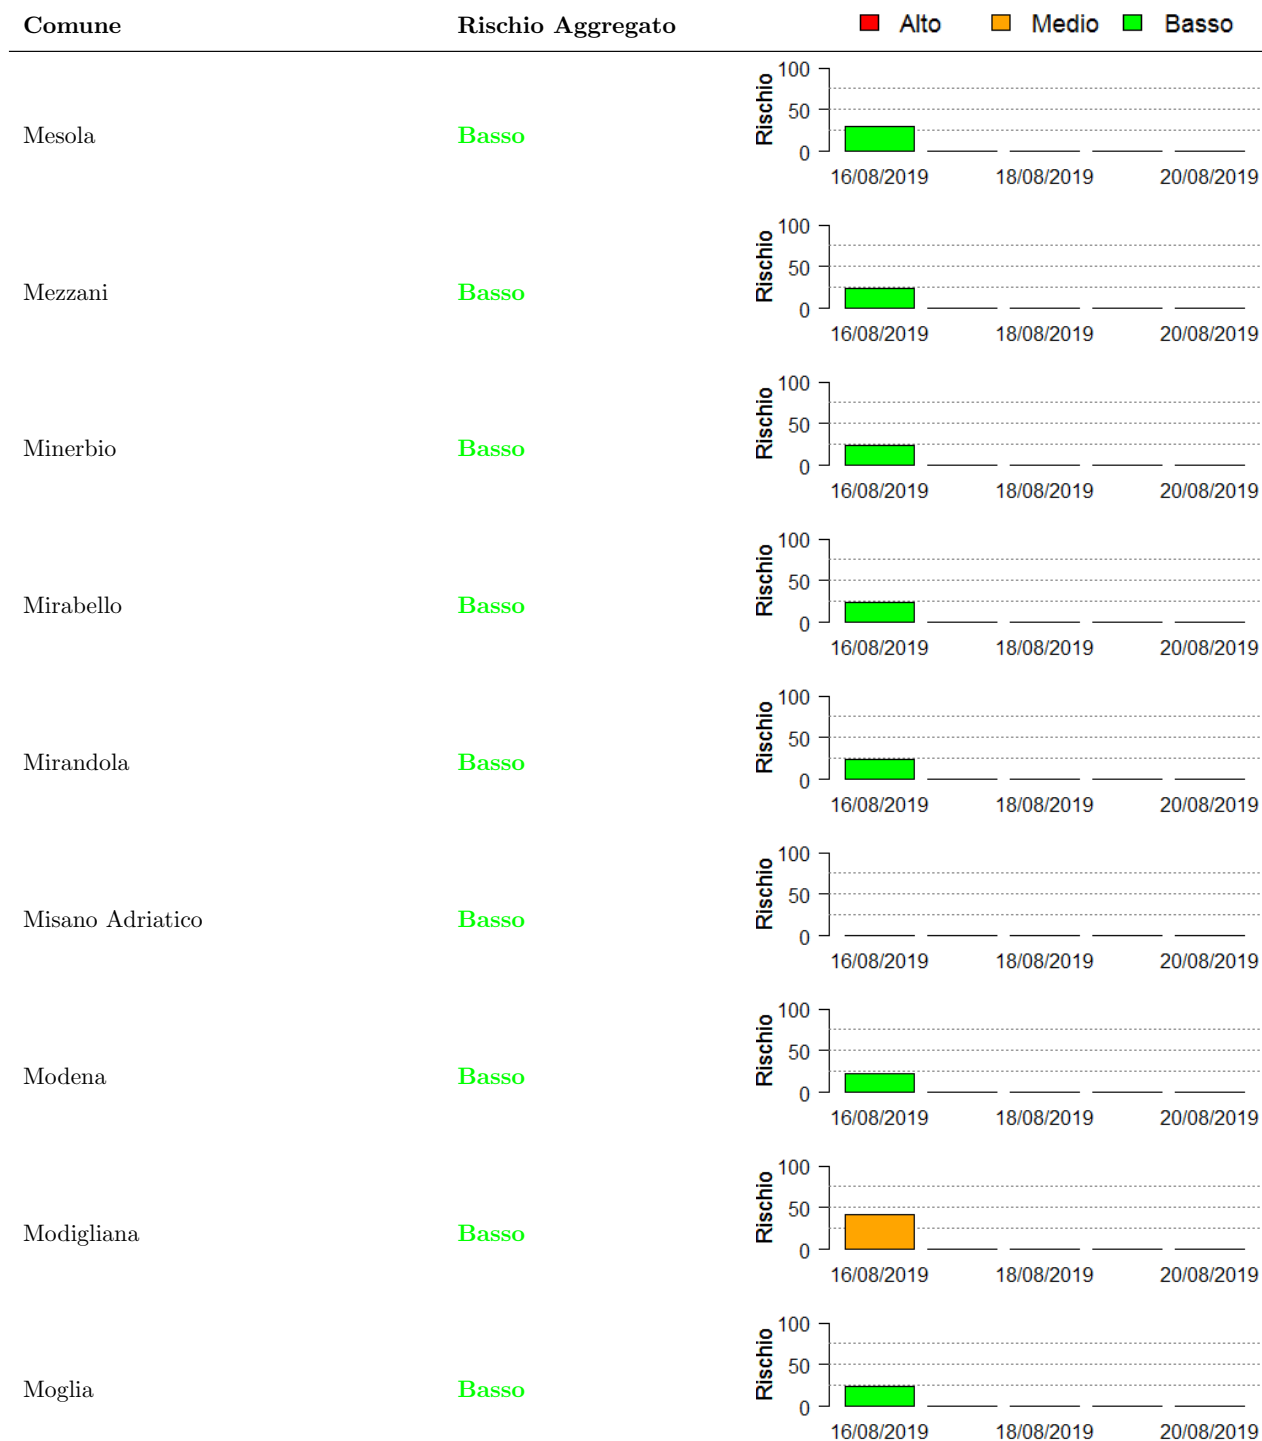 Comune Rischio Aggregato Alto Medio Basso
Mesola Basso Rischio 100 50 0
16/08/2019 18/08/2019 20/08/2019
Mezzani Basso Rischio 100 50 0
16/08/2019 18/08/2019 20/08/2019
Minerbio Basso Rischio 100 50 0
16/08/2019 18/08/2019 20/08/2019
Mirabello Basso Rischio 100 50 0
16/08/2019 18/08/2019 20/08/2019
Mirandola Basso Rischio 100 50 0
16/08/2019 18/08/2019 20/08/2019
Misano Adriatico Basso Rischio 100 50 0
16/08/2019 18/08/2019 20/08/2019
Modena Basso Rischio 100 50 0
16/08/2019 18/08/2019 20/08/2019
Modigliana Basso Rischio 100 50 0
16/08/2019 18/08/2019 20/08/2019
Moglia Basso Rischio 100 50 0
16/08/2019 18/08/2019 20/08/2019